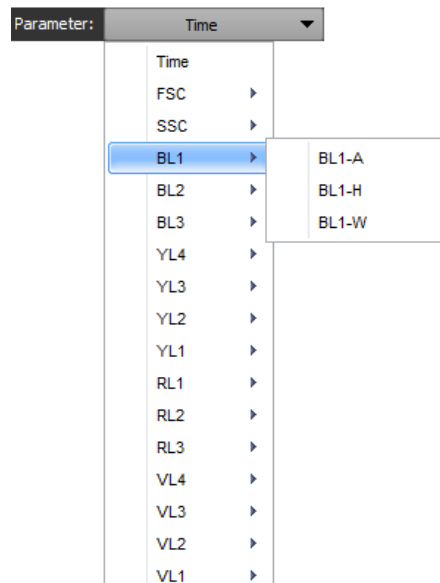 Parameter: Time
Time
FSC
SSC
BL1
BL1-A
BL1-H
BL1-W
BL2
BL3
YL4
YL3
YL2
YL1
RL1
RL2
RL3
VL4
VL3
VL2
VL1